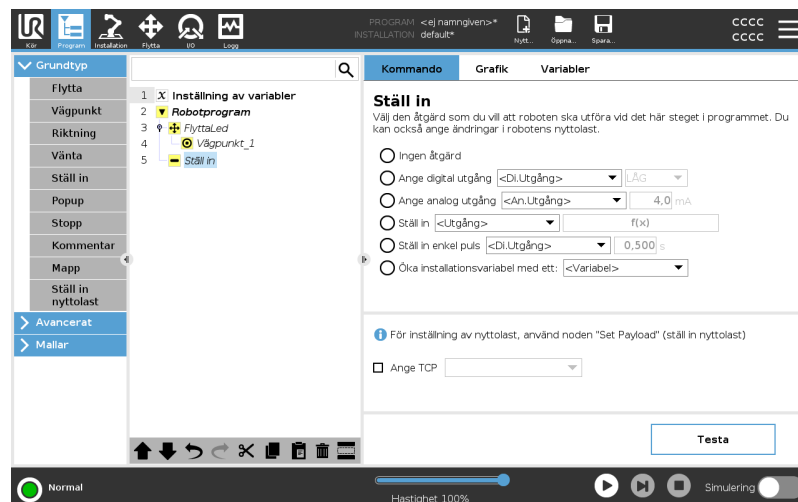 PROGRAM <ej namngiven>*
INSTALLATION default*
Kör
Program
Installation
Flytta
I/O
Logg
Nytt...
Öppna...
Spara...
cccc
cccc
Grundtyp
Flytta
Vägpunkt
Riktning
Vänta
Ställ in
Popup
Stopp
Kommentar
Mapp
Ställ in
nyttolast
Avancerat
Mallar
1 X Inställning av variabler
2 Robotprogram
3 FlyttaLed
4 Vägpunkt_1
5 Ställ in
Kommando Grafik Variabler
Ställ in
Välj den åtgärd som du vill att roboten ska utföra vid det här steget i programmet. Du
kan också ange ändringar i robotens nyttolast.
Ingen åtgärd
Ange digital utgång <Di.Utgång> LÅG
Ange analog utgång <An.Utgång> 4,0 mA
Ställ in <Utgång> f(x)
Ställ in enkel puls <Di.Utgång> 0,500 s
Öka installationsvariabel med ett: <Variabel>
För inställning av nyttolast, använd noden "Set Payload" (ställ in nyttolast)
Ange TCP
Testa
Normal
Hastighet 100%
Simulering